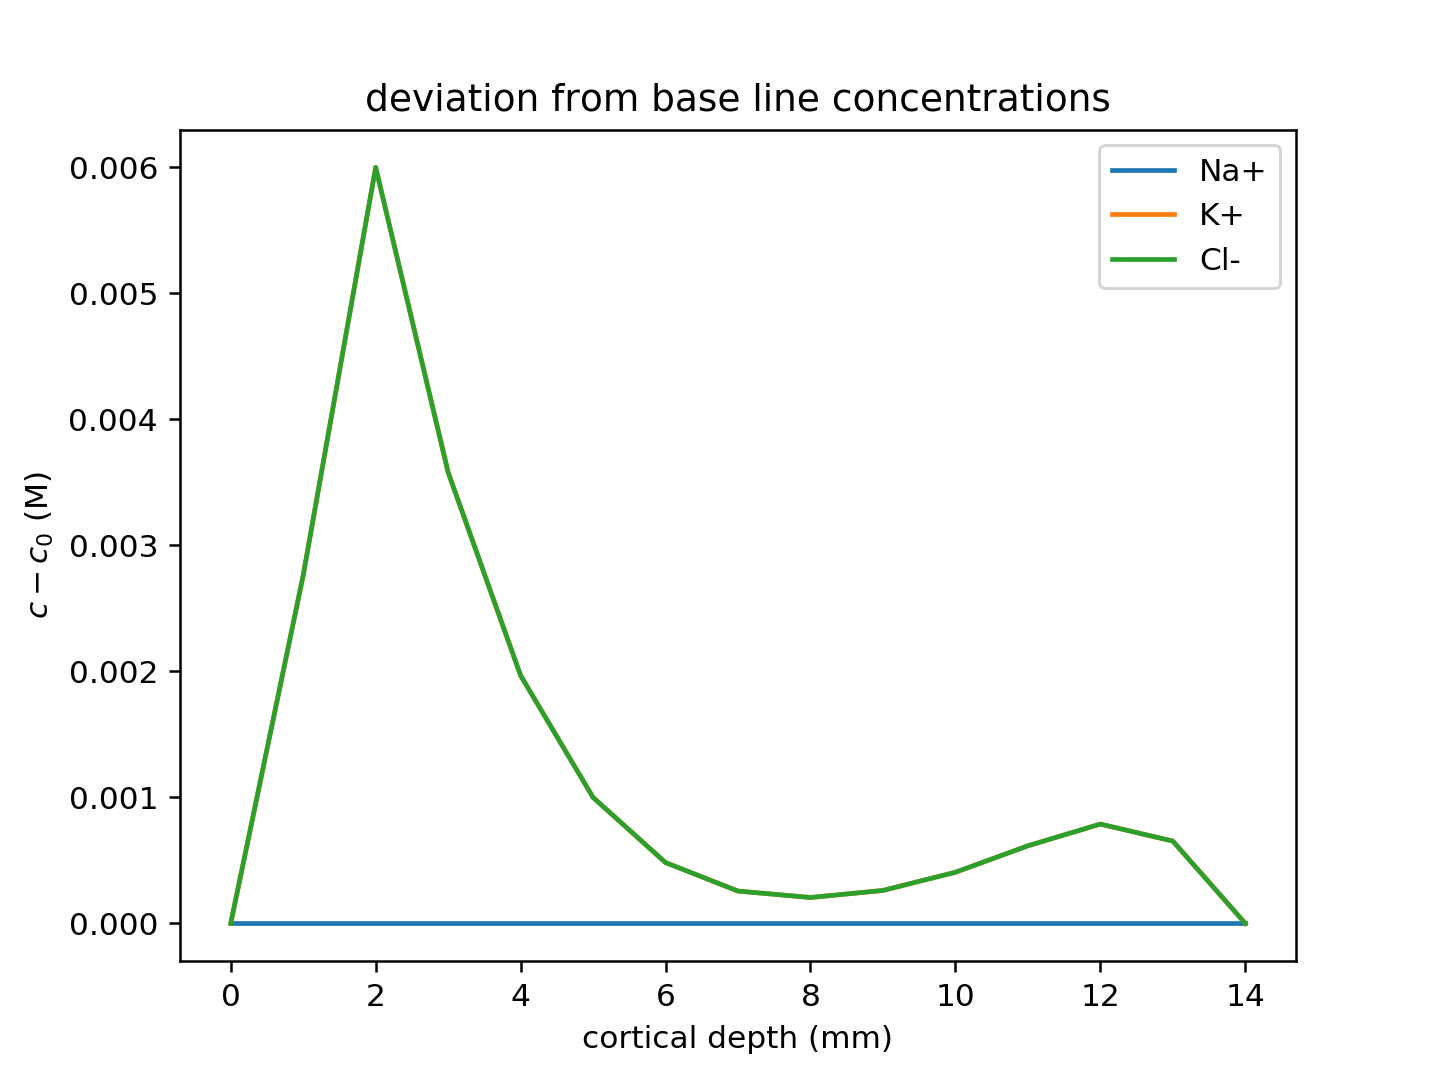 deviation from base line concentrations
Na+
K+
Cl-
0.006
0.005
0.004
0.003
0.002
0.001
0.000
c − c₀ (M)
0 2 4 6 8 10 12 14
cortical depth (mm)